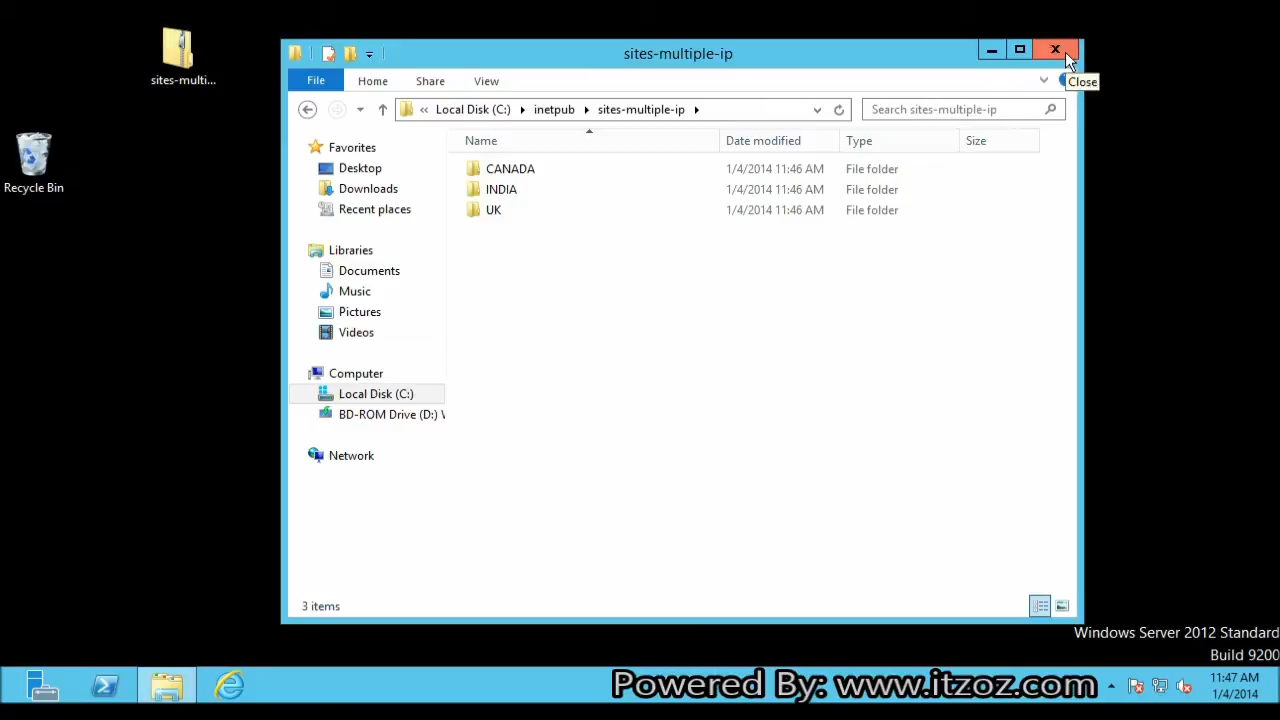 sites-multi...
Recycle Bin
sites-multiple-ip
Close
File Home Share View
« Local Disk (C:) inetpub sites-multiple-ip
Search sites-multiple-ip
Name Date modified Type Size
CANADA 1/4/2014 11:46 AM File folder
INDIA 1/4/2014 11:46 AM File folder
UK 1/4/2014 11:46 AM File folder
Favorites
Desktop
Downloads
Recent places
Libraries
Documents
Music
Pictures
Videos
Computer
Local Disk (C:)
BD-ROM Drive (D:)
Network
3 items
Windows Server 2012 Standard
Build 9200
Powered By: www.itzoz.com
11:47 AM
1/4/2014